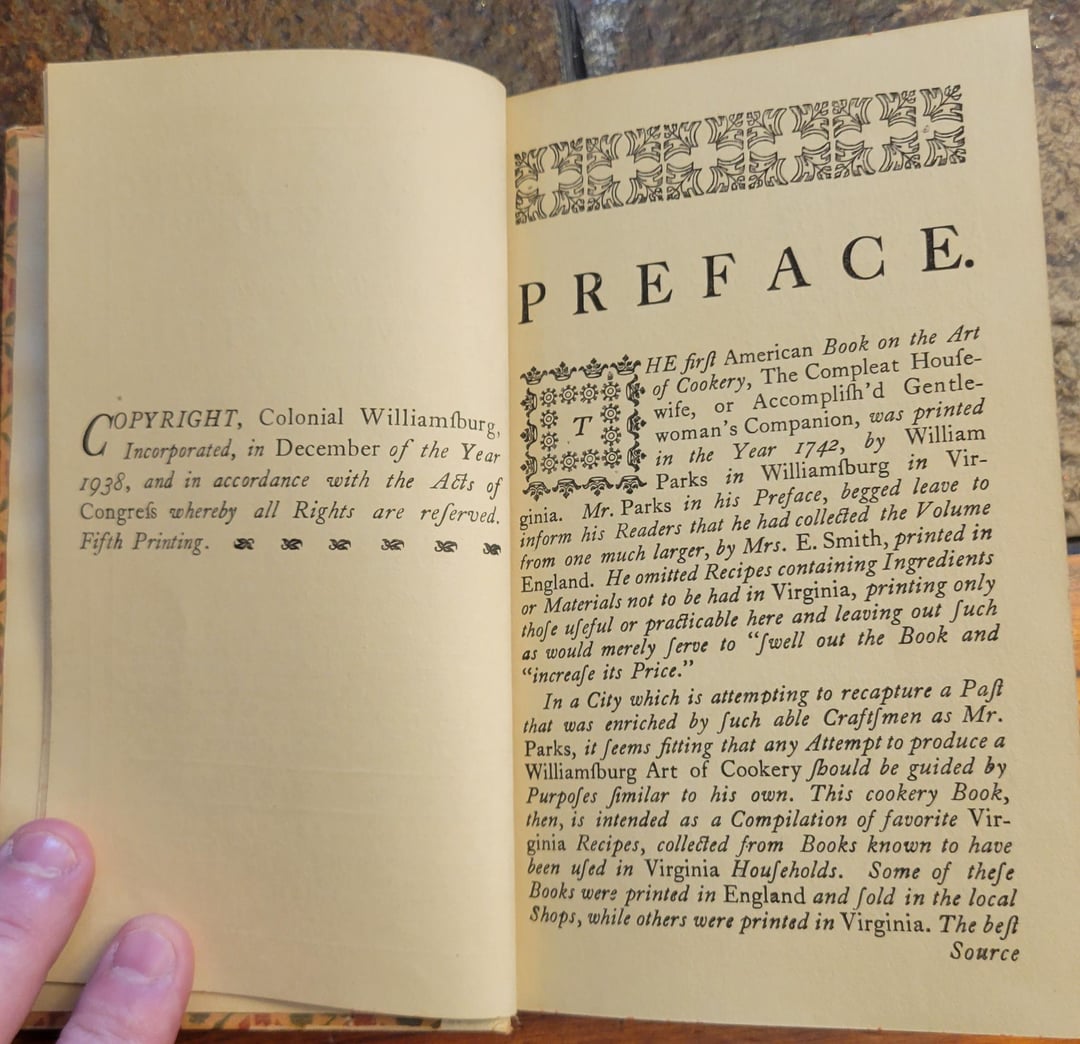 COPYRIGHT, Colonial Williamſburg,
Incorporated, in December of the Year
1938, and in accordance with the Acts of
Congreſs whereby all Rights are reſerved.
Fifth Printing.
PREFACE.
THE firſt American Book on the Art
of Cookery, The Compleat Houſe-
wife, or Accompliſh'd Gentle-
woman's Companion, was printed
in the Year 1742, by William
Parks in Williamſburg in Vir-
ginia. Mr. Parks in his Preface, begged leave to
inform his Readers that he had collected the Volume
from one much larger, by Mrs. E. Smith, printed in
England. He omitted Recipes containing Ingredients
or Materials not to be had in Virginia, printing only
thoſe uſeful or practicable here and leaving out ſuch
as would merely ſerve to “ſwell out the Book and
“increaſe its Price.”
In a City which is attempting to recapture a Paſt
that was enriched by ſuch able Craftſmen as Mr.
Parks, it ſeems fitting that any Attempt to produce a
Williamſburg Art of Cookery ſhould be guided by
Purpoſes ſimilar to his own. This cookery Book,
then, is intended as a Compilation of favorite Vir-
ginia Recipes, collected from Books known to have
been uſed in Virginia Houſeholds. Some of theſe
Books were printed in England and ſold in the local
Shops, while others were printed in Virginia. The beſt
Source